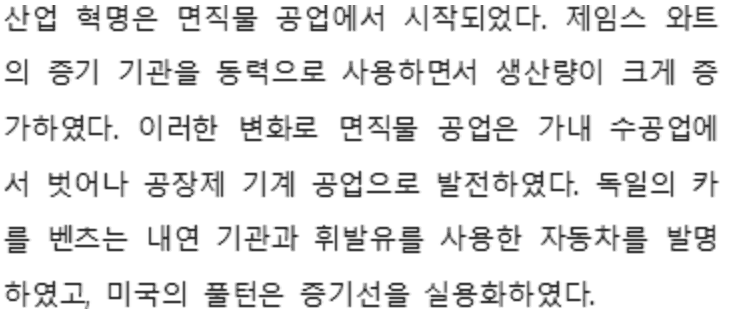 산업 혁명은 면직물 공업에서 시작되었다. 제임스 와트
의 증기 기관을 동력으로 사용하면서 생산량이 크게 증
가하였다. 이러한 변화로 면직물 공업은 가내 수공업에
서 벗어나 공장제 기계 공업으로 발전하였다. 독일의 카
를 벤츠는 내연 기관과 휘발유를 사용한 자동차를 발명
하였고, 미국의 풀턴은 증기선을 실용화하였다.